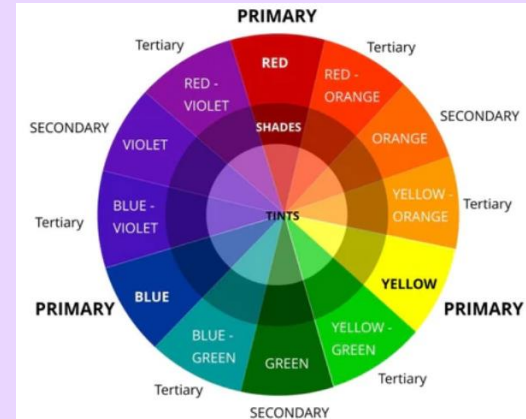 PRIMARY
Tertiary
RED
Tertiary
RED -
VIOLET
RED -
ORANGE
SECONDARY
SHADES
SECONDARY
VIOLET
ORANGE
BLUE -
VIOLET
YELLOW -
ORANGE
Tertiary
TINTS
Tertiary
PRIMARY
BLUE
YELLOW
PRIMARY
BLUE -
GREEN
YELLOW -
GREEN
GREEN
Tertiary
Tertiary
SECONDARY